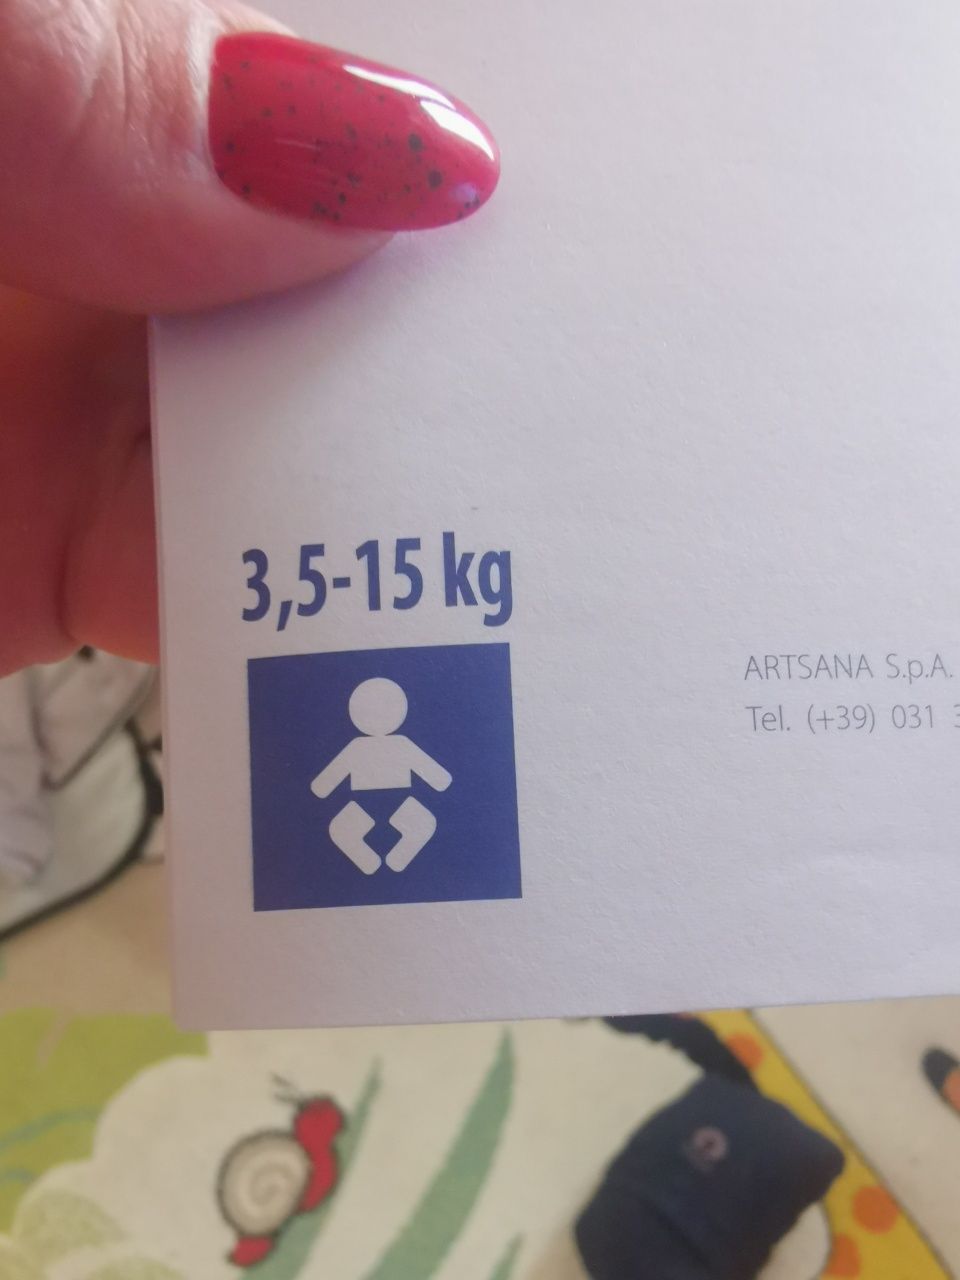 3,5-15 kg
ARTSANA S.p.A.
Tel. (+39) 031